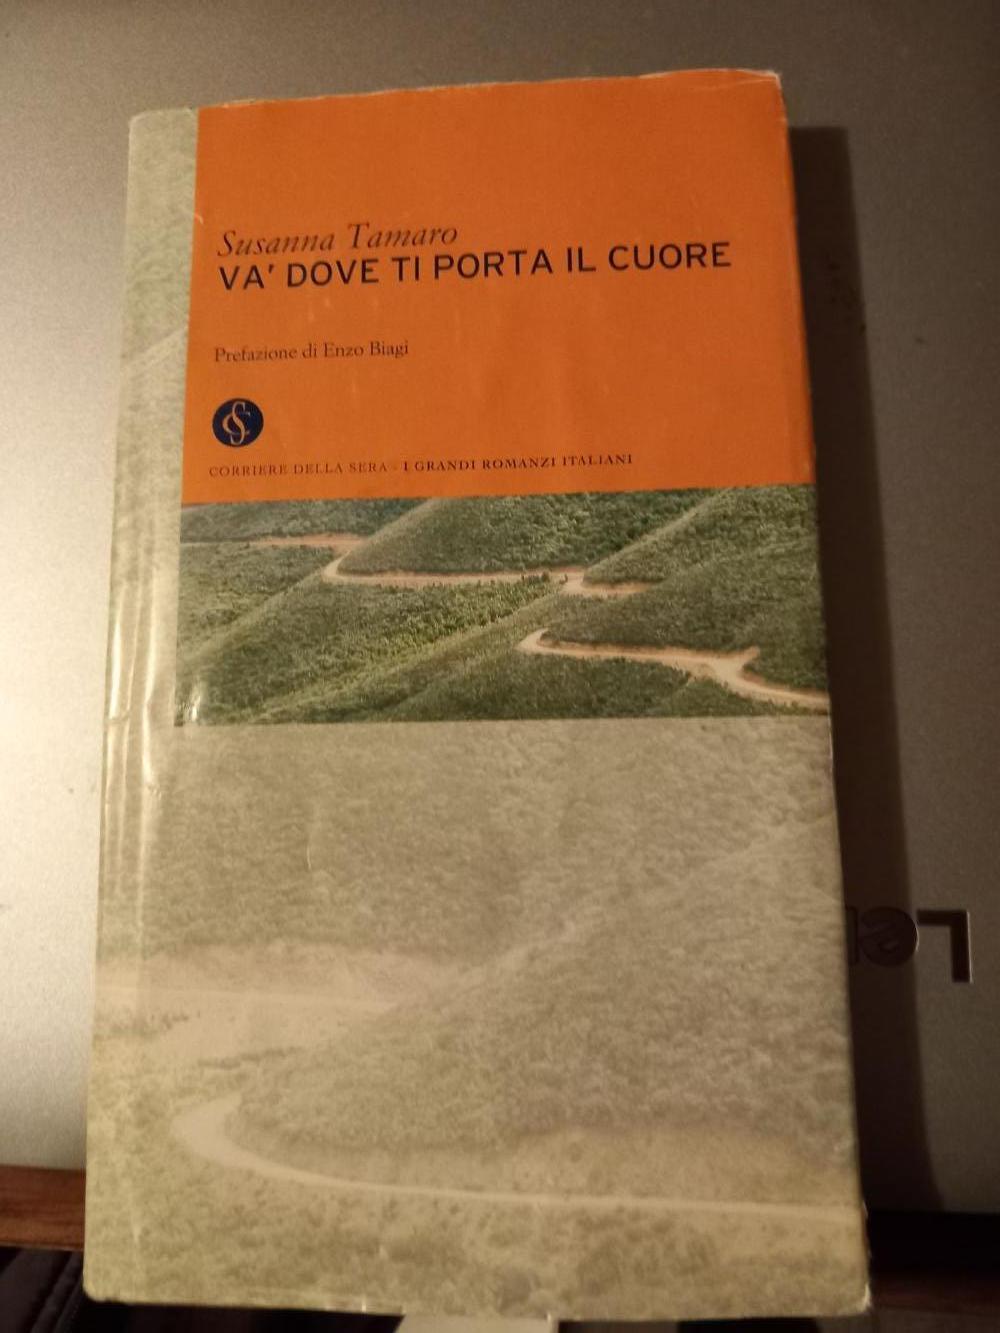 Susanna Tamaro
VA' DOVE TI PORTA IL CUORE
Prefazione di Enzo Biagi
CORRIERE DELLA SERA - I GRANDI ROMANZI ITALIANI